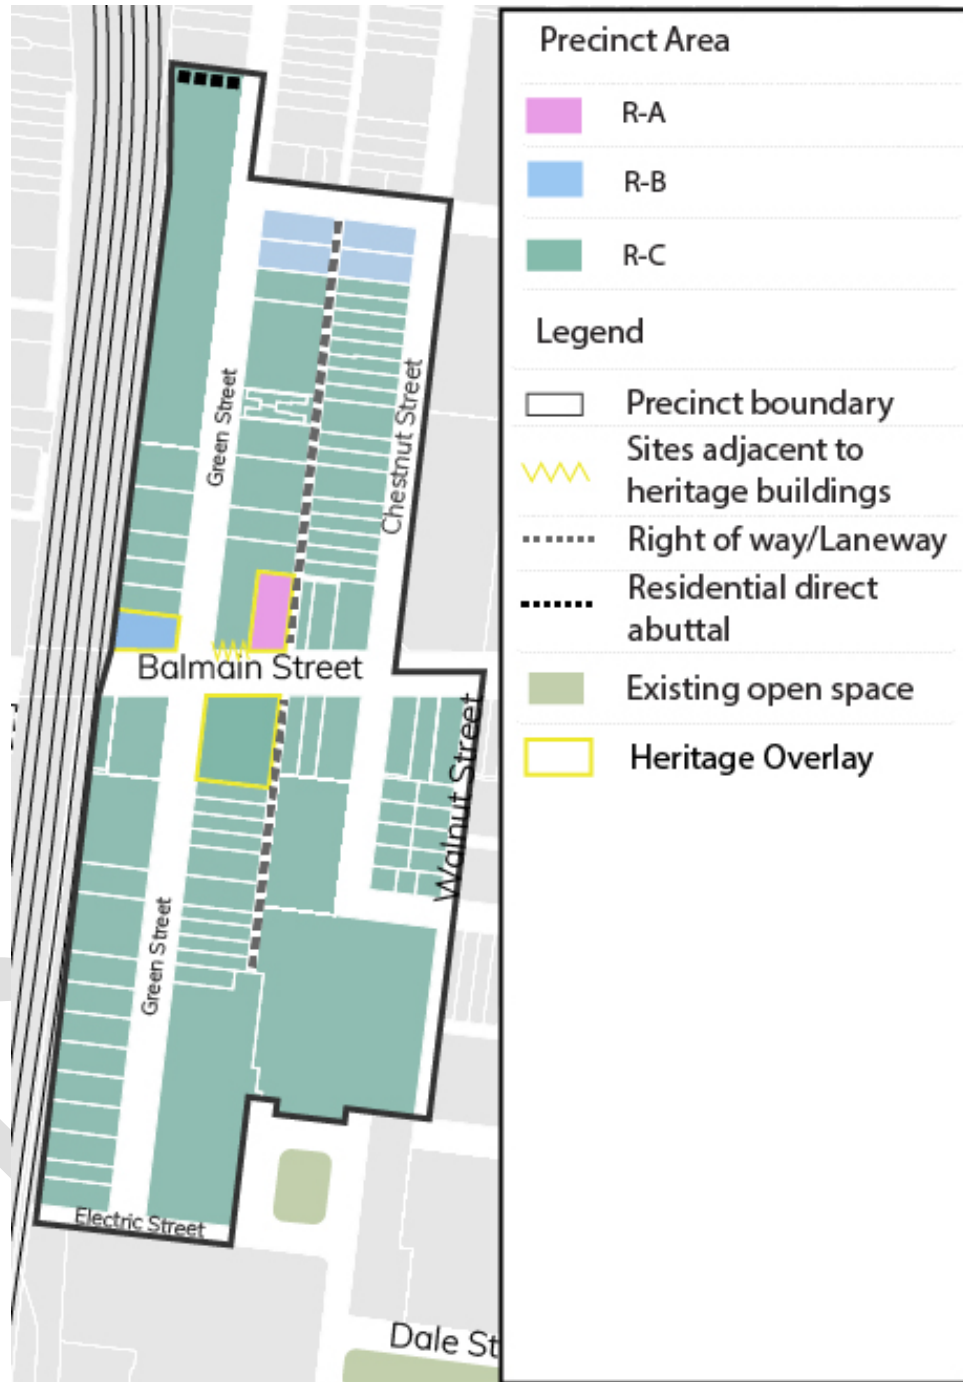 Precinct Area
R-A
R-B
R-C
Legend
Precinct boundary
Sites adjacent to
heritage buildings
Right of way/Laneway
Residential direct
abuttal
Existing open space
Heritage Overlay
Green Street
Chestnut Street
Balmain Street
Walnut Street
Green Street
Electric Street
Dale St